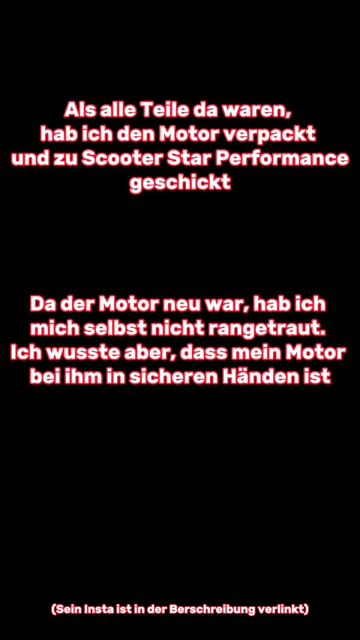 Als alle Teile da waren,
hab ich den Motor verpackt
und zu Scooter Star Performance
geschickt
Da der Motor neu war, hab ich
mich selbst nicht rangetraut.
Ich wusste aber, dass mein Motor
bei ihm in sicheren Händen ist
(Sein Insta ist in der Berschreibung verlinkt)